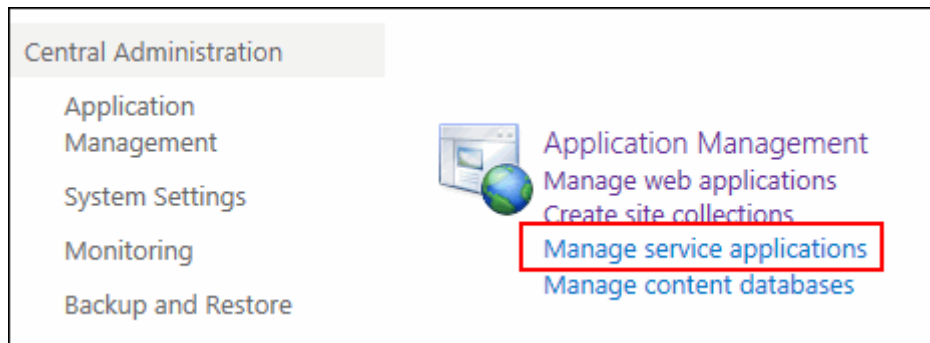 Central Administration
Application
Management
System Settings
Monitoring
Backup and Restore
Application Management
Manage web applications
Create site collections
Manage service applications
Manage content databases